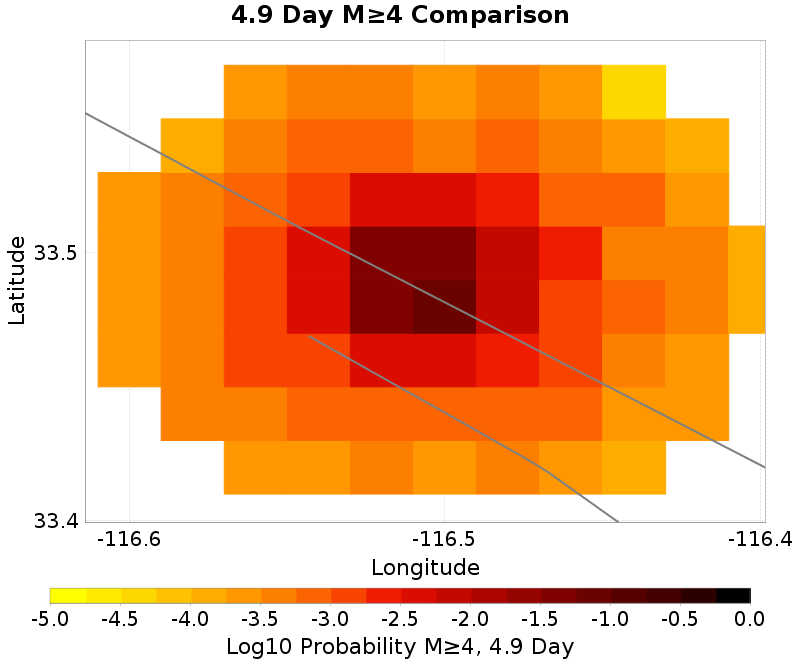 4.9 Day M≥4 Comparison
Latitude
33.5
33.4
-116.6 -116.5 -116.4
Longitude
-5.0 -4.5 -4.0 -3.5 -3.0 -2.5 -2.0 -1.5 -1.0 -0.5 0.0
Log10 Probability M≥4, 4.9 Day